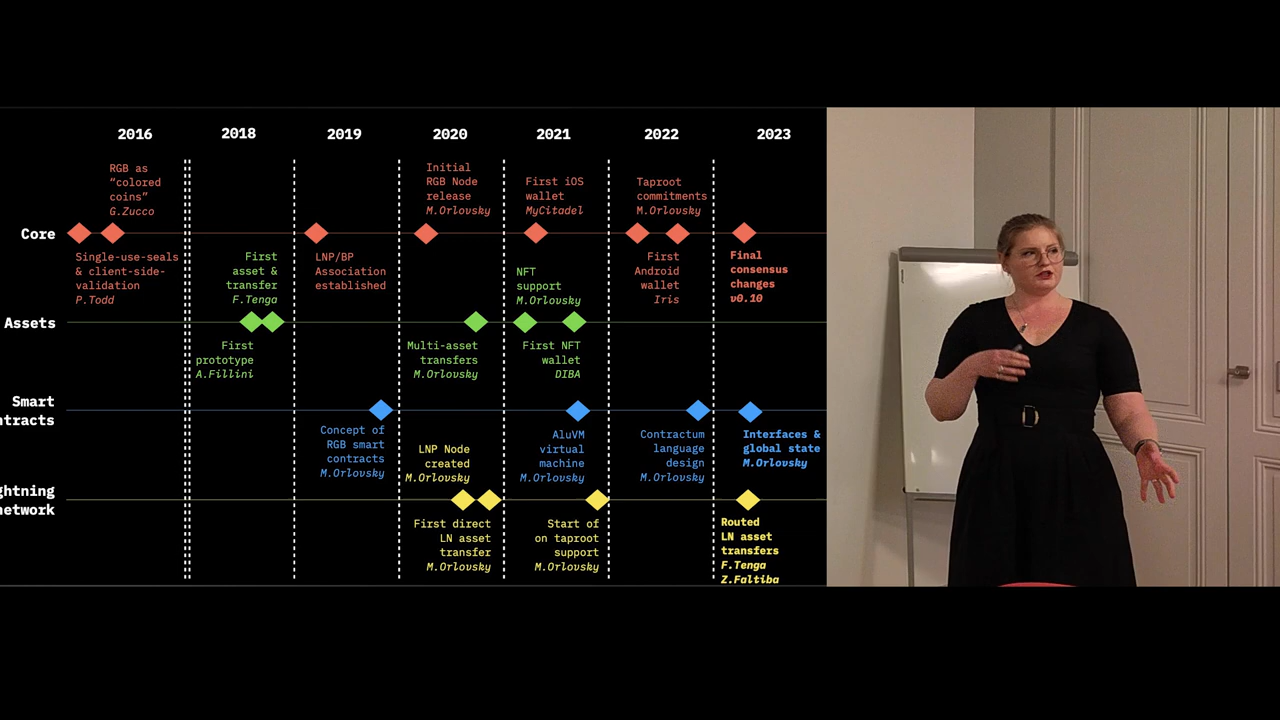 2016
2018
2019
2020
2021
2022
2023
RGB as
“colored
coins”
G.Zucco
Initial
RGB Node
release
M.Orlovsky
First iOS
wallet
MyCitadel
Taproot
commitments
M.Orlovsky
Core
Single-use-seals
& client-side-
validation
P.Todd
First
asset &
transfer
F.Tenga
LNP/BP
Association
established
NFT
support
M.Orlovsky
First
Android
wallet
Iris
Final
consensus
changes
v0.10
Assets
First
prototype
A.Fillini
Multi-asset
transfers
M.Orlovsky
First NFT
wallet
DIBA
Smart
ntracts
Concept of
RGB smart
contracts
M.Orlovsky
LNP Node
created
M.Orlovsky
AluVM
virtual
machine
M.Orlovsky
Contractum
language
design
M.Orlovsky
Interfaces &
global state
M.Orlovsky
ghtning
network
First direct
LN asset
transfer
M.Orlovsky
Start of
on taproot
support
M.Orlovsky
Routed
LN asset
transfers
F.Tenga
Z.Faltiba